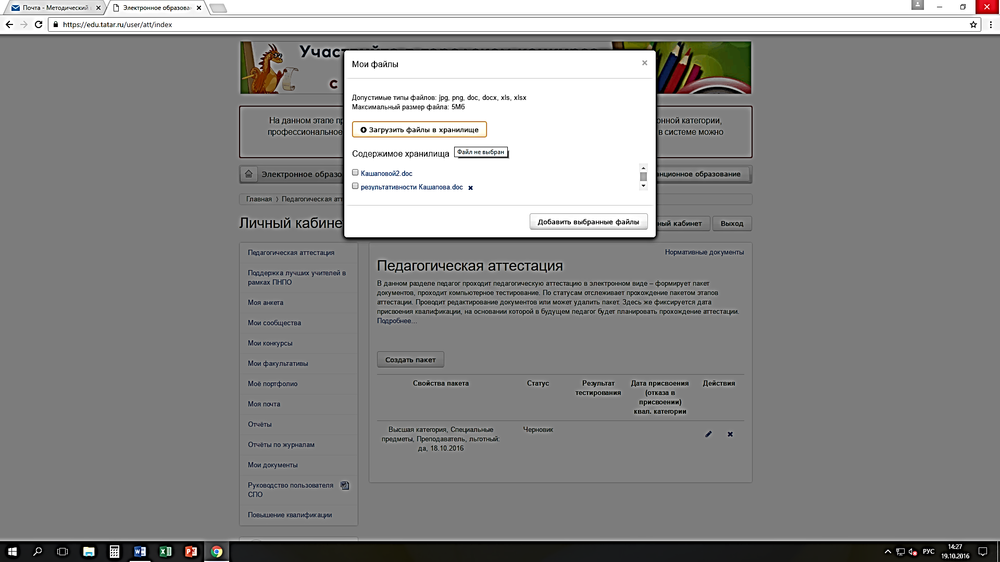 Почта - Методический
Электронное образова
https://edu.tatar.ru/user/att/index
с
Мои файлы
Допустимые типы файлов: jpg, png, doc, docx, xls, xlsx
Максимальный размер файла: 5Мб
Загрузить файлы в хранилище
Содержимое хранилища
Файл не выбран
Кашаповой2.doc
результативности Кашапова.doc
Добавить выбранные файлы
На данном этапе пр
онной категории,
профессиональное
в системе можно
Электронное образо
анционное образование
Главная 〉 Педагогическая атт
Личный кабине
ный кабинет
Выход
Педагогическая аттестация
Поддержка лучших учителей в
рамках ПНПО
Моя анкета
Мои сообщества
Мои конкурсы
Мои факультативы
Моё портфолио
Моя почта
Отчёты
Отчёты по журналам
Мои документы
Руководство пользователя
СПО
Повышение квалификации
Нормативные документы
Педагогическая аттестация
В данном разделе педагог проходит педагогическую аттестацию в электронном виде – формирует пакет
документов, проходит компьютерное тестирование. По статусам отслеживает прохождение пакетом этапов
аттестации. Проводит редактирование документов или может удалить пакет. Здесь же фиксируется дата
присвоения квалификации, на основании которой в будущем педагог будет планировать прохождение аттестации.
Подробнее...
Создать пакет
Свойства пакета
Статус
Результат
тестирования
Дата присвоения
(отказа в
присвоении)
квал. категории
Действия
Высшая категория, Специальные
предметы, Преподаватель, льготный:
да, 18.10.2016
Черновик
РУС
14:27
19.10.2016